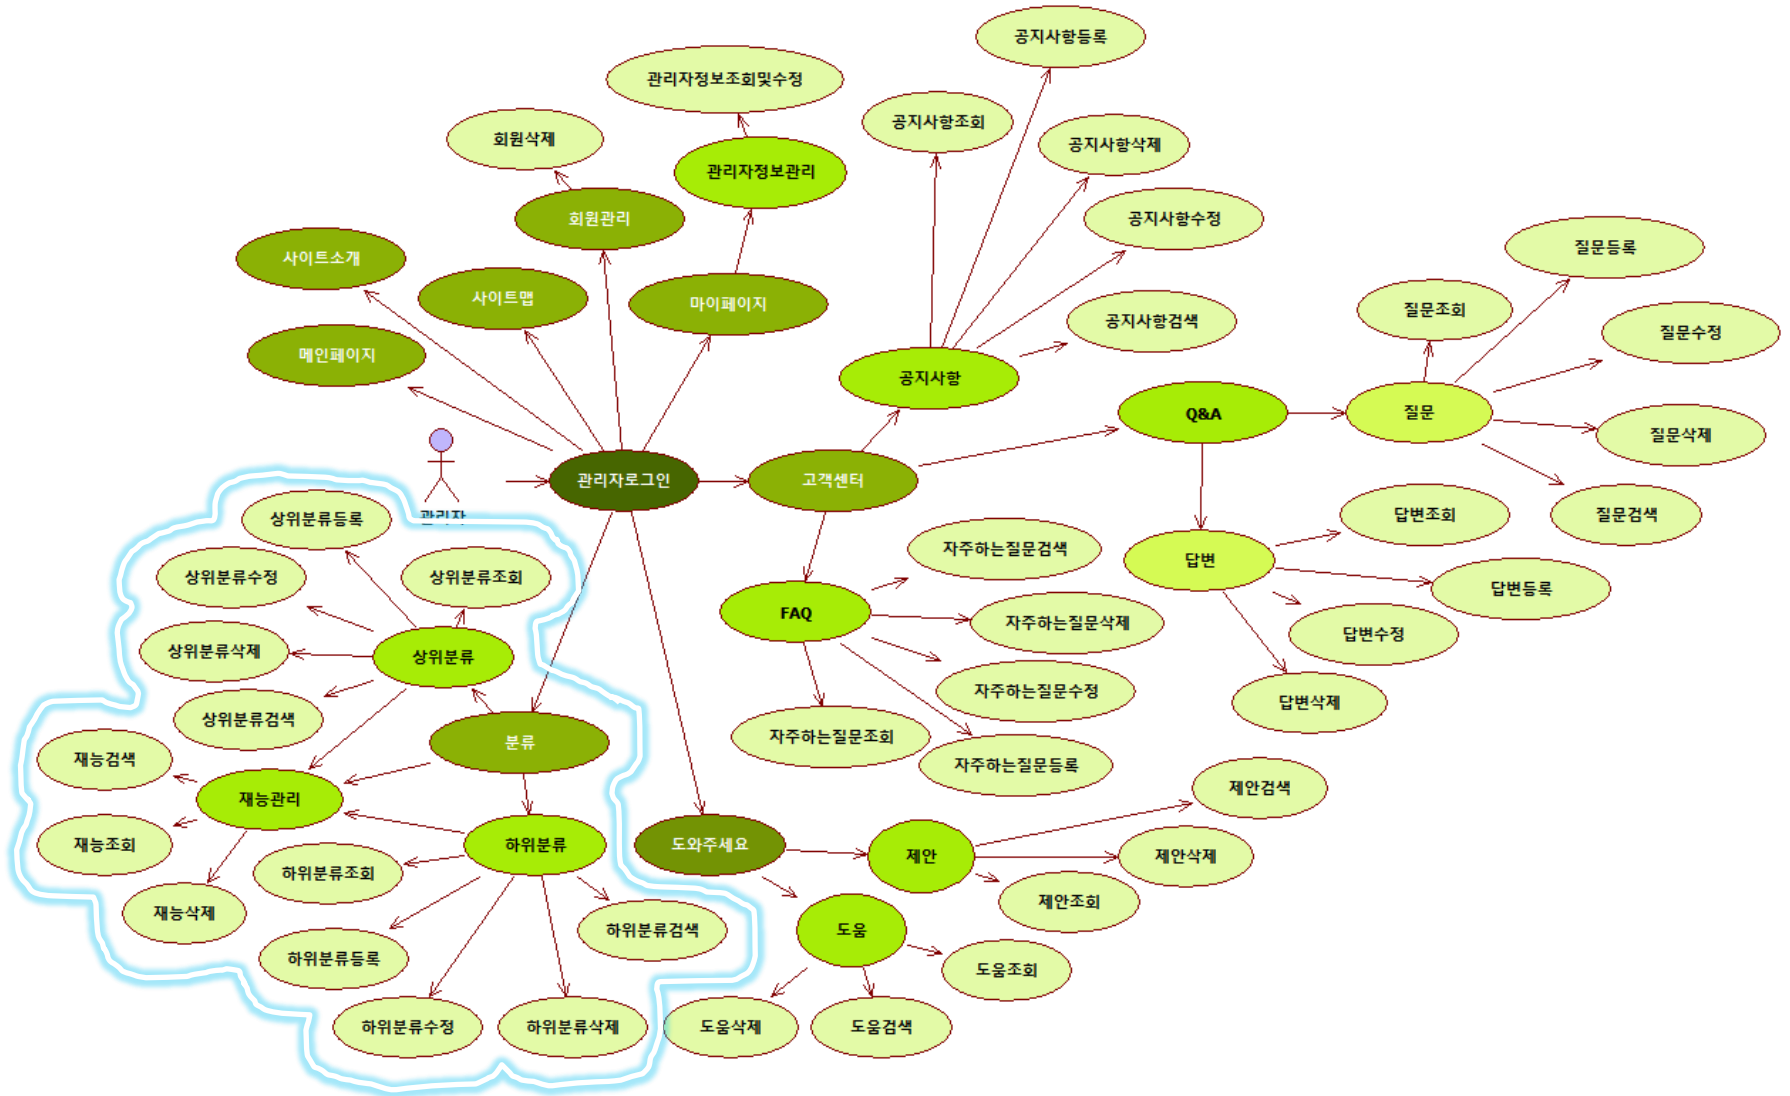 공지사항등록
관리자정보조회및수정
공지사항조회
회원삭제
공지사항삭제
관리자정보관리
회원관리
공지사항수정
질문등록
사이트소개
사이트맵
마이페이지
질문조회
공지사항검색
질문수정
메인페이지
공지사항
Q&A
질문
질문삭제
관리자로그인
고객센터
관리자
상위분류등록
답변조회
질문검색
자주하는질문검색
답변
상위분류수정
상위분류조회
답변등록
FAQ
자주하는질문삭제
답변수정
상위분류삭제
상위분류
자주하는질문수정
답변삭제
상위분류검색
분류
자주하는질문조회
재능검색
자주하는질문등록
제안검색
재능관리
재능조회
하위분류
도와주세요
제안
제안삭제
하위분류조회
제안조회
재능삭제
하위분류검색
도움
하위분류등록
도움조회
하위분류수정
하위분류삭제
도움삭제
도움검색